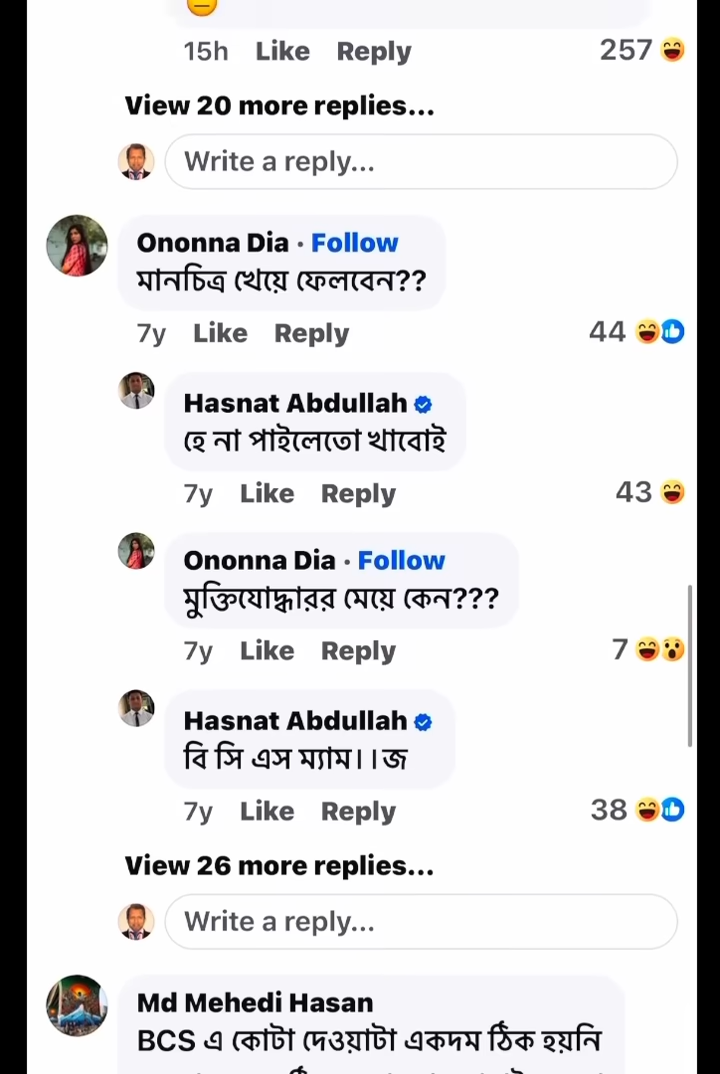 15h Like Reply 257
View 20 more replies...
Write a reply...
Ononna Dia · Follow
মানচিত্র খেয়ে ফেলবেন??
7y Like Reply 44
Hasnat Abdullah
হে না পাইলেতো খাবোই
7y Like Reply 43
Ononna Dia · Follow
মুক্তিযোদ্ধারর মেয়ে কেন???
7y Like Reply 7
Hasnat Abdullah
বি সি এস ম্যাম।।জ
7y Like Reply 38
View 26 more replies...
Write a reply...
Md Mehedi Hasan
BCS এ কোটা দেওয়াটা একদম ঠিক হয়নি